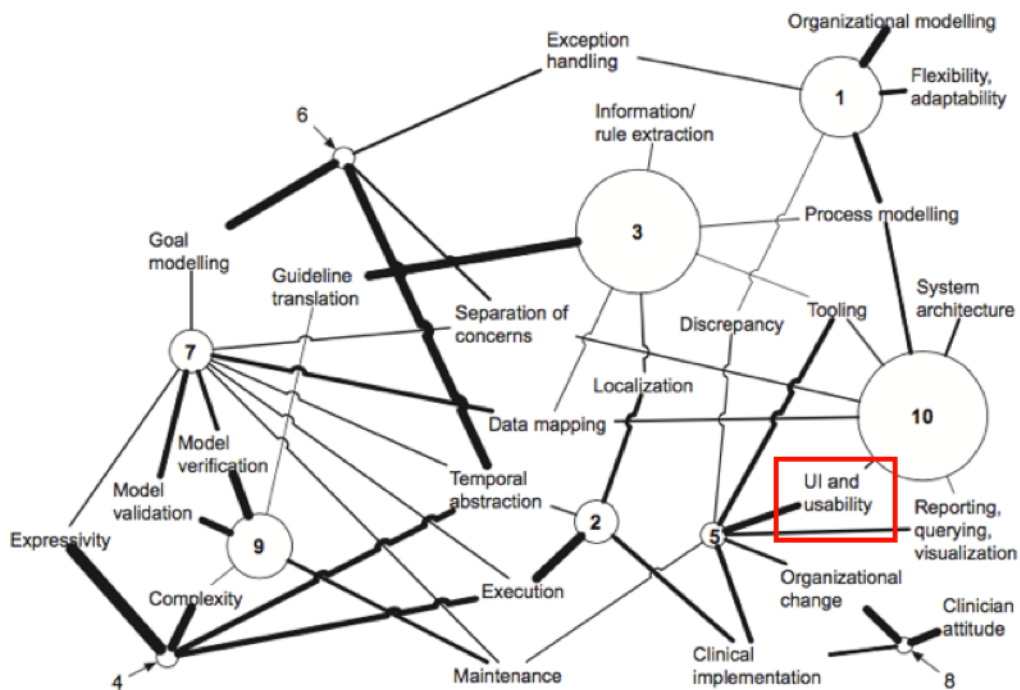 Organizational modelling
Exception
handling
Flexibility,
adaptability
1
6
Information/
rule extraction
3
Process modelling
Goal
modelling
Guideline
translation
System
architecture
Separation of
concerns
Discrepancy
Tooling
7
Localization
10
Data mapping
Model
verification
Temporal
abstraction
UI and
usability
Model
validation
2
5
Reporting,
querying,
visualization
Expressivity
9
Organizational
change
Execution
Complexity
Clinician
attitude
Maintenance
Clinical
implementation
4
8